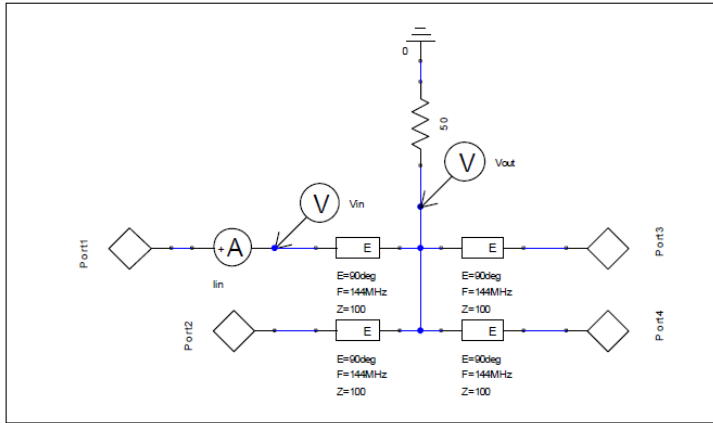 0
50
V
Vout
V
Vin
Port1
+A
Iin
E
E
Port3
E=90deg
F=144MHz
Z=100
E=90deg
F=144MHz
Z=100
Port2
E
E
Port4
E=90deg
F=144MHz
Z=100
E=90deg
F=144MHz
Z=100